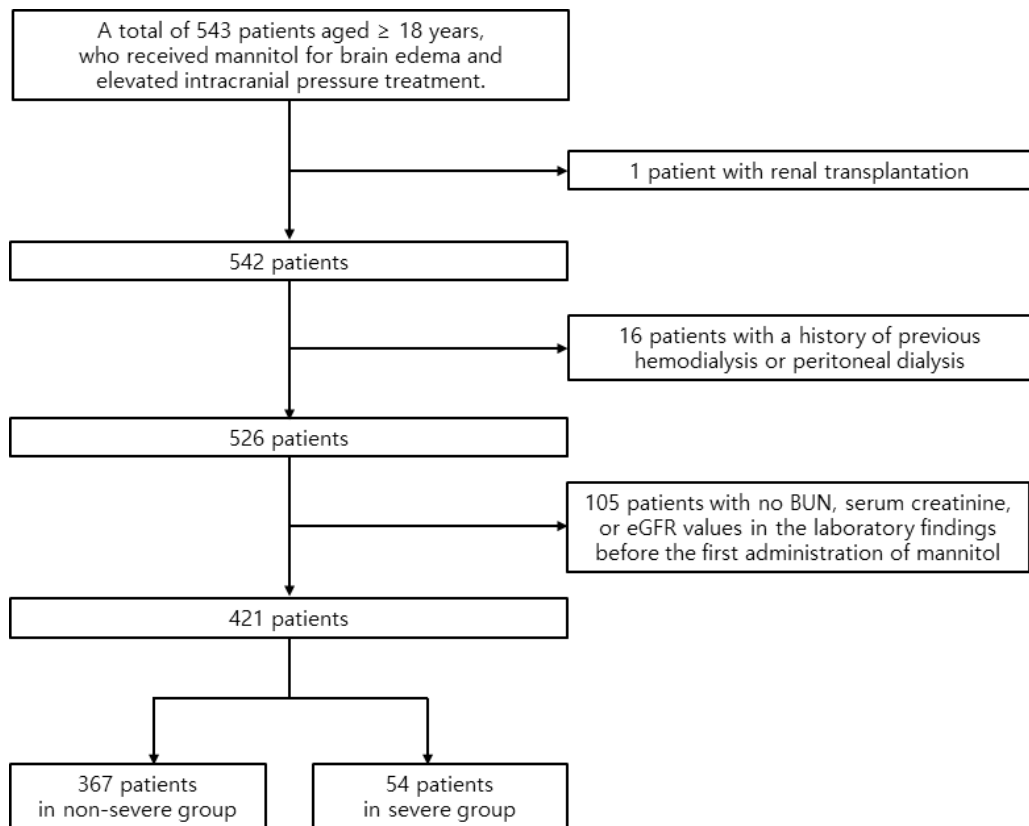 A total of 543 patients aged ≥ 18 years,
who received mannitol for brain edema and
elevated intracranial pressure treatment.
1 patient with renal transplantation
542 patients
16 patients with a history of previous
hemodialysis or peritoneal dialysis
526 patients
105 patients with no BUN, serum creatinine,
or eGFR values in the laboratory findings
before the first administration of mannitol
421 patients
367 patients
in non-severe group
54 patients
in severe group